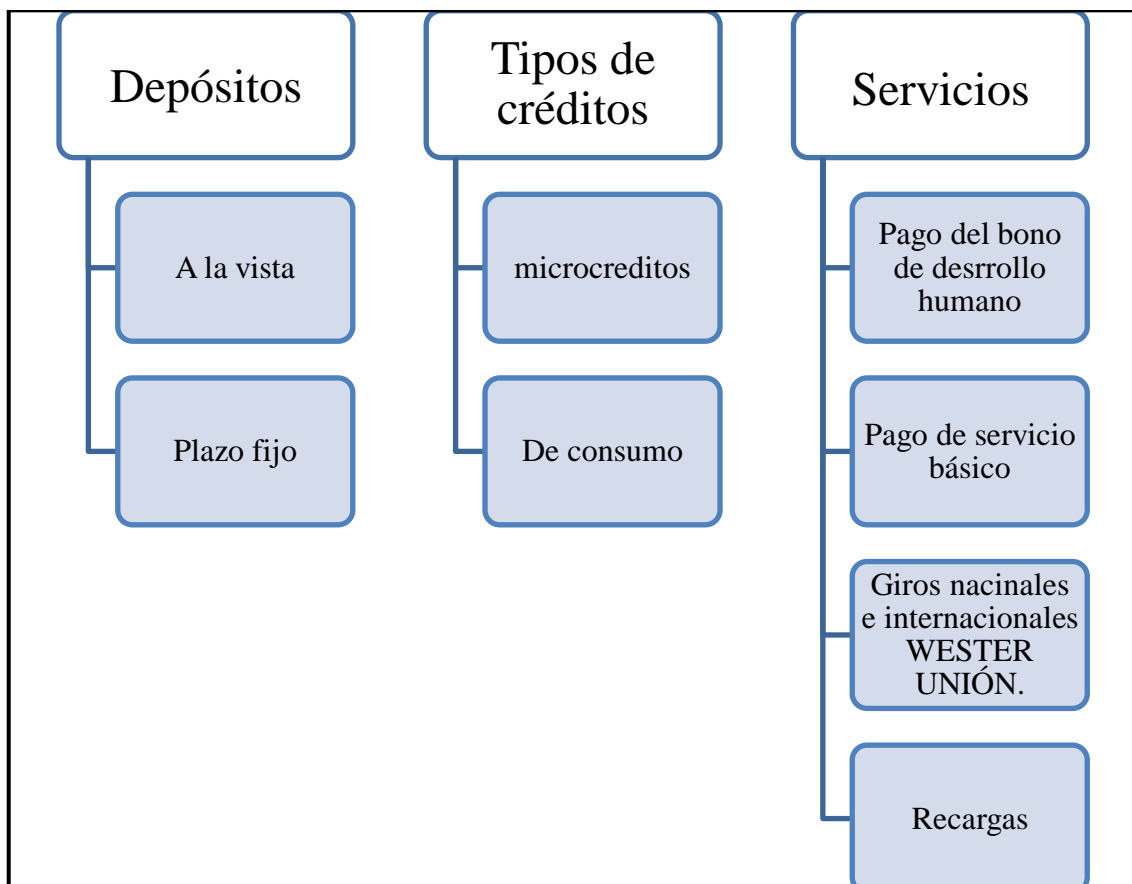 Depósitos
A la vista
Plazo fijo
Tipos de
créditos
microcreditos
De consumo
Servicios
Pago del bono
de desrrollo
humano
Pago de servicio
básico
Giros nacinales
e internacionales
WESTER
UNIÓN.
Recargas